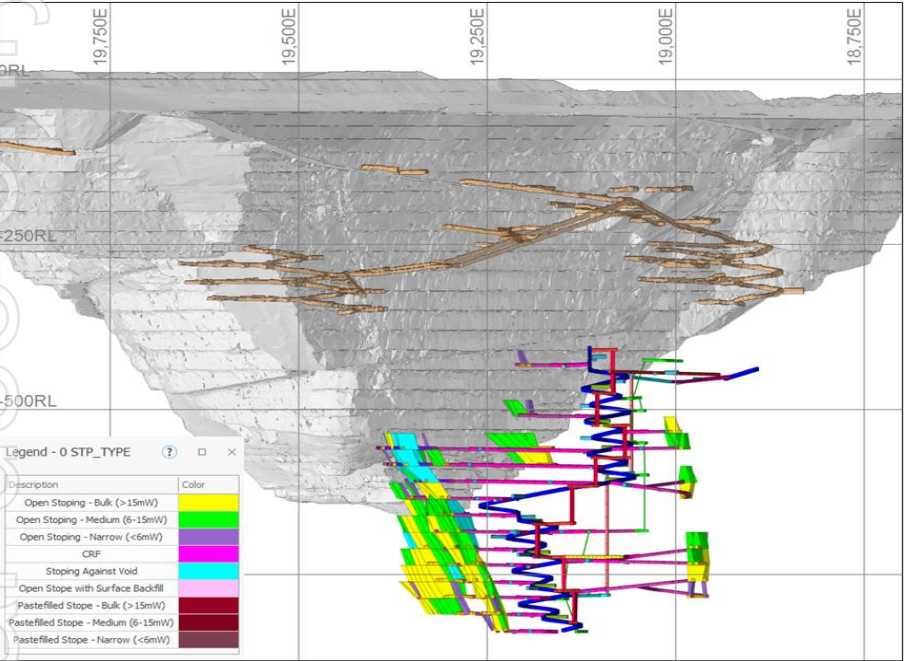 19,750E
19,500E
19,250E
19,000E
18,750E
0RL
-250RL
-500RL
Legend - 0 STP_TYPE
Description Color
Open Stoping - Bulk (>15mW)
Open Stoping - Medium (6-15mW)
Open Stoping - Narrow (<6mW)
CRF
Stoping Against Void
Open Stope with Surface Backfill
Pastefilled Stope - Bulk (>15mW)
Pastefilled Stope - Medium (6-15mW)
Pastefilled Stope - Narrow (<6mW)